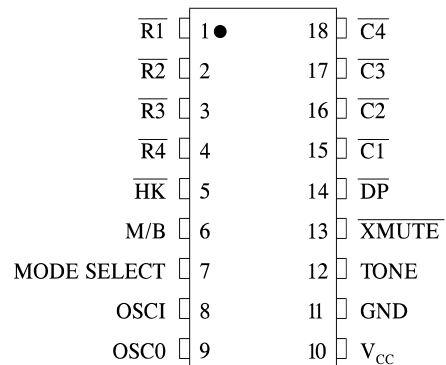 R1 1 18 C4
R2 2 17 C3
R3 3 16 C2
R4 4 15 C1
HK 5 14 DP
M/B 6 13 XMUTE
MODE SELECT 7 12 TONE
OSCI 8 11 GND
OSC0 9 10 VCC